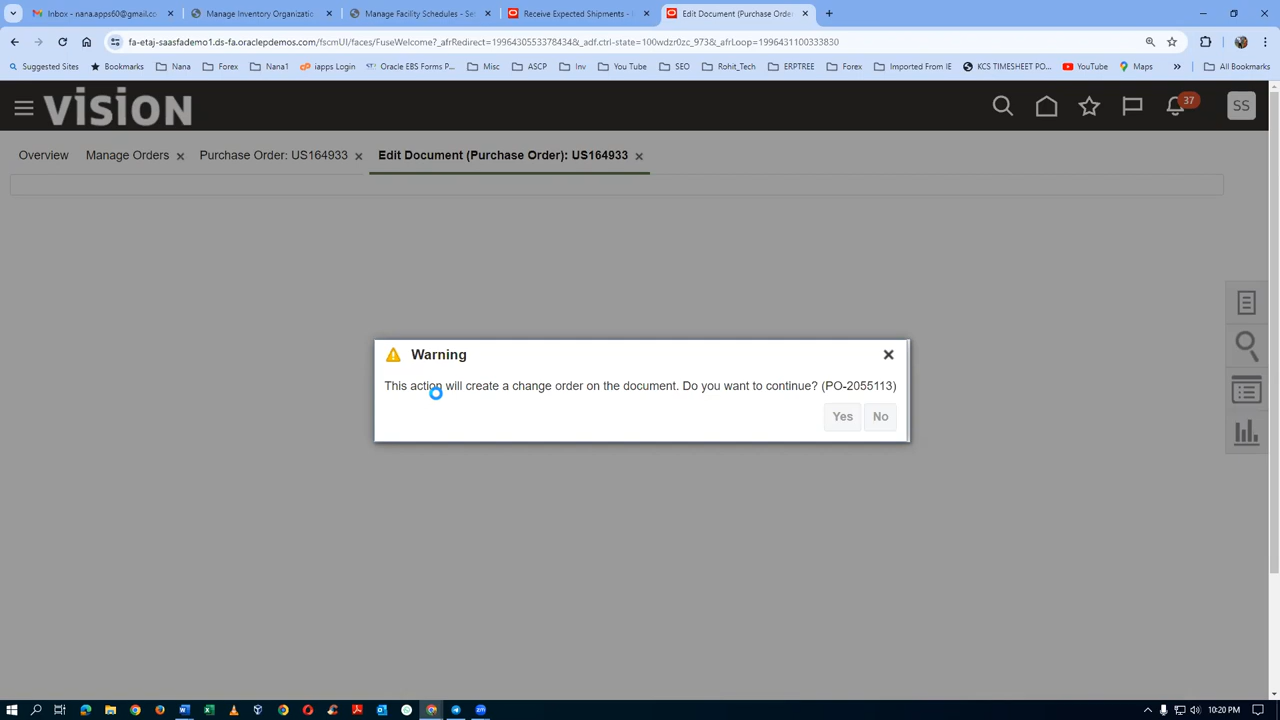 Inbox - nana.apps60@gmail.co
Manage Inventory Organizatio
Manage Facility Schedules - Se
Receive Expected Shipments -
Edit Document (Purchase Order
fa-etaj-saasfademo1.ds-fa.oraclepdemos.com/fscmUI/faces/FuseWelcome?_afrRedirect=1996430553378434&_adf.ctrl-state=100wdzr0zc_973&_afrLoop=1996431100333830
Suggested Sites Bookmarks Nana Forex Nana1 iapps Login Oracle EBS Forms P... Misc ASCP Inv You Tube SEO Rohit_Tech ERPTREE Forex Imported From IE KCS TIMESHEET PO... YouTube Maps » All Bookmarks
VISION
37
SS
Overview Manage Orders Purchase Order: US164933 Edit Document (Purchase Order): US164933
Warning
This action will create a change order on the document. Do you want to continue? (PO-2055113)
Yes No
10:20 PM